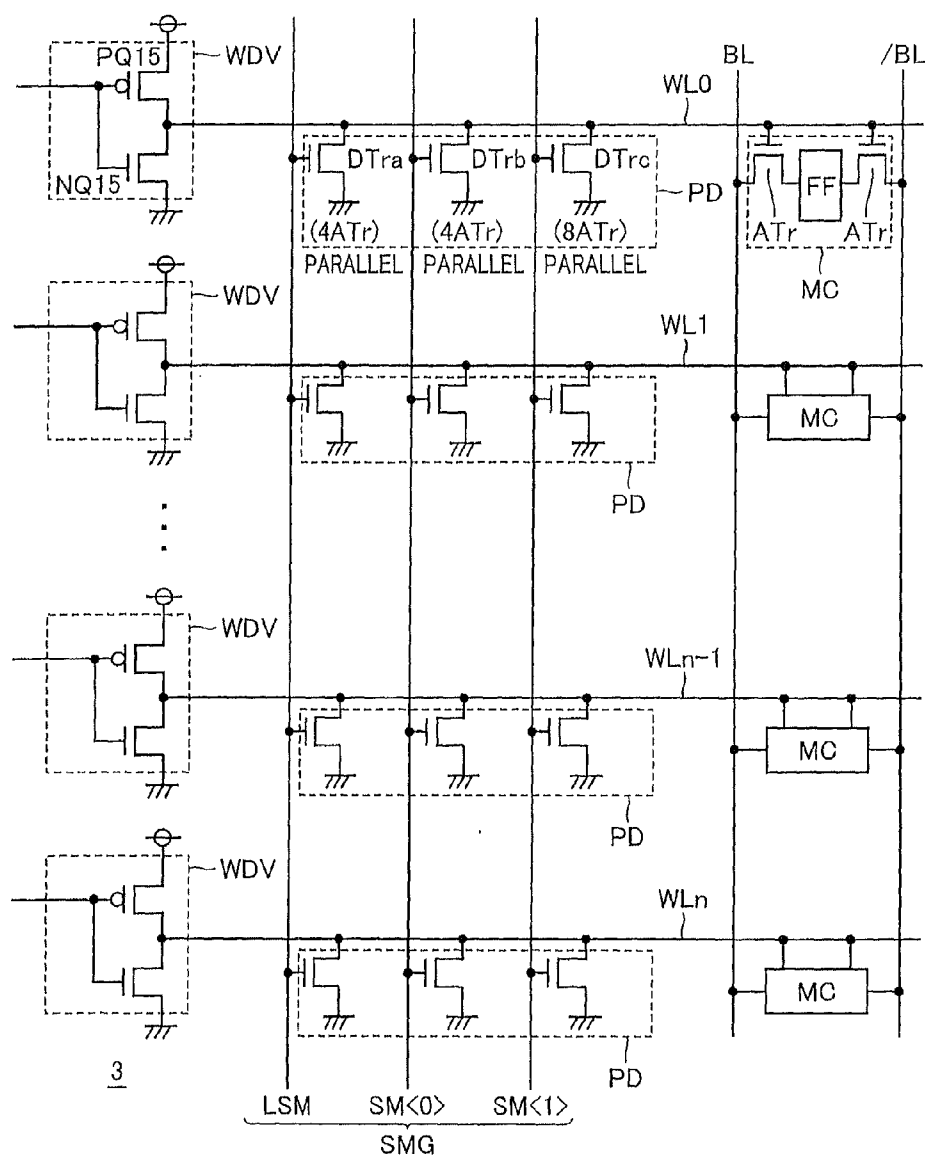 PQ15
WDV
BL
/BL
WL0
NQ15
DTra
DTrb
DTrc
PD
FF
(4ATr)
(4ATr)
(8ATr)
ATr
ATr
PARALLEL
PARALLEL
PARALLEL
MC
WDV
WL1
MC
PD
WDV
WLn-1
MC
PD
WDV
WLn
MC
PD
3
LSM
SM<0>
SM<1>
SMG